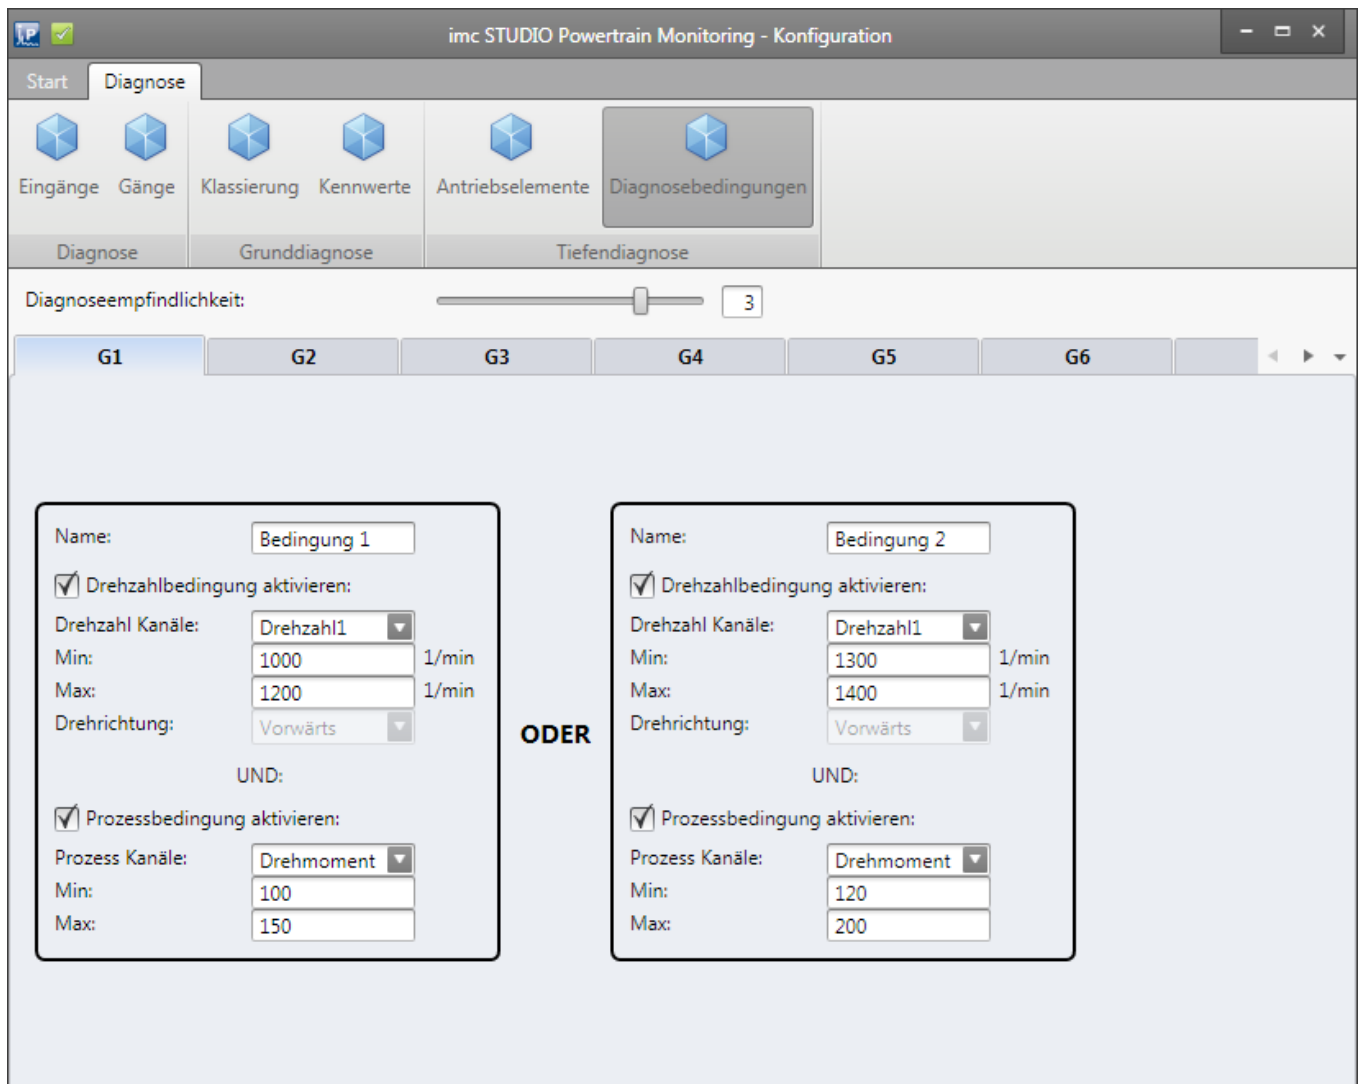 imc STUDIO Powertrain Monitoring - Konfiguration
Start Diagnose
Eingänge Gänge Klassierung Kennwerte Antriebselemente Diagnosebedingungen
Diagnose Grunddiagnose Tiefendiagnose
Diagnoseempfindlichkeit: 3
G1 G2 G3 G4 G5 G6
Name: Bedingung 1
Drehzahlbedingung aktivieren:
Drehzahl Kanäle: Drehzahl1
Min: 1000 1/min
Max: 1200 1/min
Drehrichtung: Vorwärts
UND:
Prozessbedingung aktivieren:
Prozess Kanäle: Drehmoment
Min: 100
Max: 150
ODER
Name: Bedingung 2
Drehzahlbedingung aktivieren:
Drehzahl Kanäle: Drehzahl1
Min: 1300 1/min
Max: 1400 1/min
Drehrichtung: Vorwärts
UND:
Prozessbedingung aktivieren:
Prozess Kanäle: Drehmoment
Min: 120
Max: 200